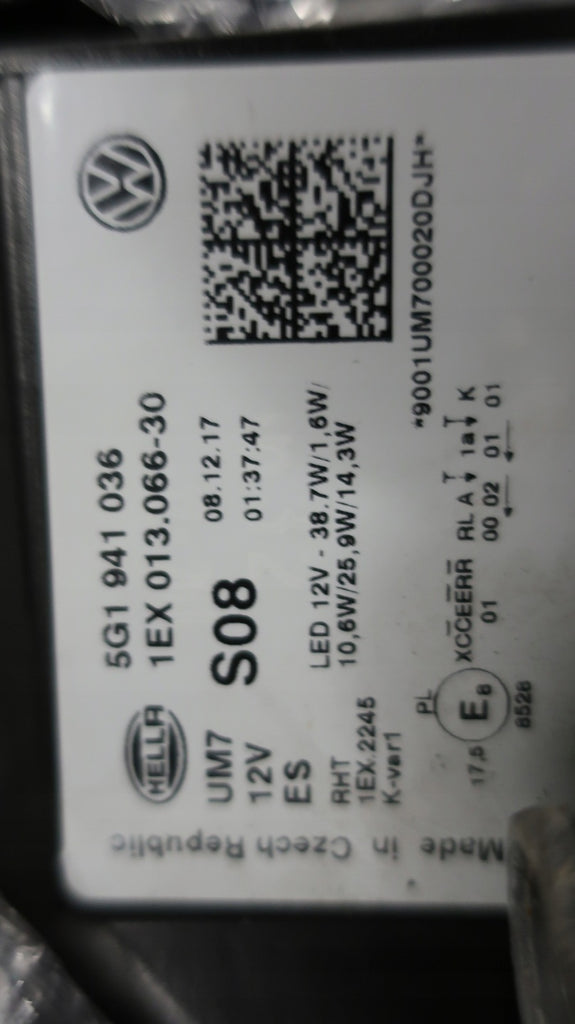 5G1 941 036
HELLA
1EX 013.066-30
UM7
S08
08.12.17
12V
01:37:47
ES
LED 12V - 38.7W/1,6W/
10,6W/25,9W/14,3W
RHT
1EX.2245
K-var1
*9001UM700020DJH*
PL
XCCEERR RL A 1a K
01 00 02 01 01
17,5
E8
8528
Made in Czech Republic